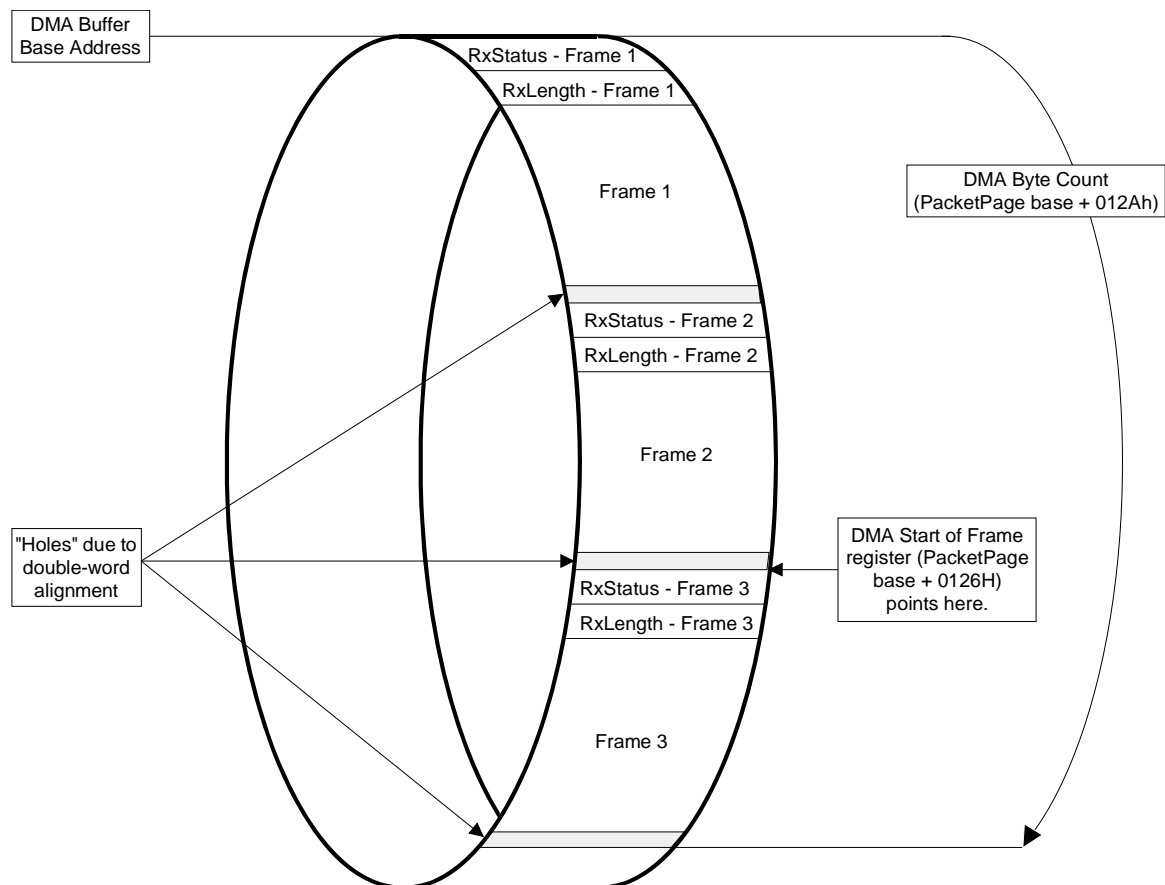 DMA Buffer
Base Address
RxStatus - Frame 1
RxLength - Frame 1
Frame 1
DMA Byte Count
(PacketPage base + 012Ah)
RxStatus - Frame 2
RxLength - Frame 2
Frame 2
"Holes" due to
double-word
alignment
DMA Start of Frame
register (PacketPage
base + 0126H)
points here.
RxStatus - Frame 3
RxLength - Frame 3
Frame 3